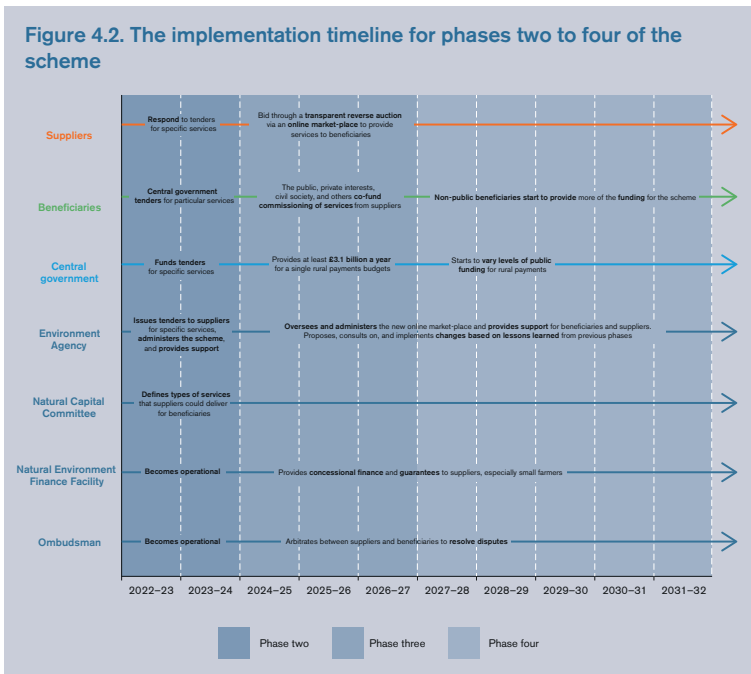 Figure 4.2. The implementation timeline for phases two to four of the
scheme
Suppliers
Respond to tenders
for specific services
Bid through a transparent reverse auction
via an online market-place to provide
services to beneficiaries
Beneficiaries
Central government
tenders for particular services
The public, private interests,
civil society, and others co-fund
commissioning of services from suppliers
Non-public beneficiaries start to provide more of the funding for the scheme
Central
government
Funds tenders
for specific services
Provides at least £3.1 billion a year
for a single rural payments budgets
Starts to vary levels of public
funding for rural payments
Environment
Agency
Issues tenders to suppliers
for specific services,
administers the scheme,
and provides support
Oversees and administers the new online market-place and provides support for beneficiaries and suppliers.
Proposes, consults on, and implements changes based on lessons learned from previous phases
Natural Capital
Committee
Defines types of services
that suppliers could deliver
for beneficiaries
Natural Environment
Finance Facility
Becomes operational
Provides concessional finance and guarantees to suppliers, especially small farmers
Ombudsman
Becomes operational
Arbitrates between suppliers and beneficiaries to resolve disputes
2022–23 2023–24 2024–25 2025–26 2026–27 2027–28 2028–29 2029–30 2030–31 2031–32
Phase two Phase three Phase four